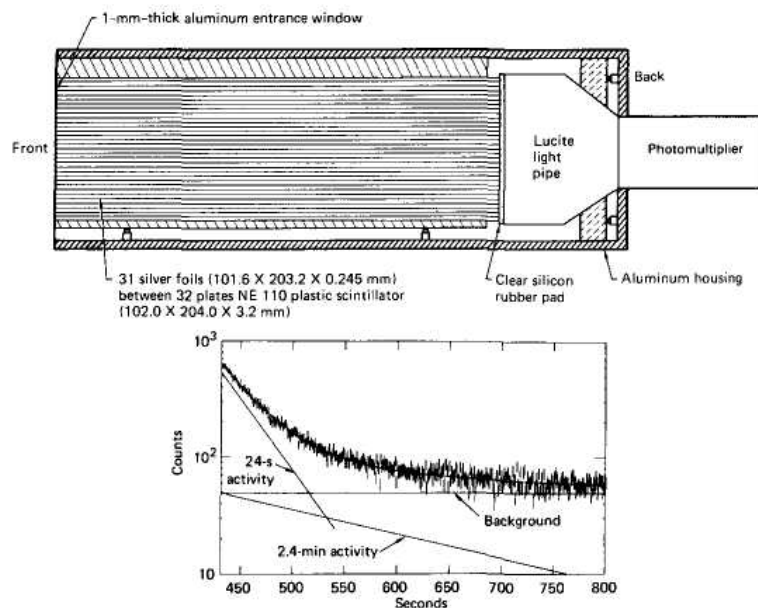 1-mm-thick aluminum entrance window
Back
Front
Lucite
light
pipe
Photomultiplier
31 silver foils (101.6 X 203.2 X 0.245 mm)
between 32 plates NE 110 plastic scintillator
(102.0 X 204.0 X 3.2 mm)
Clear silicon
rubber pad
Aluminum housing
10³
Counts
10²
24-s
activity
Background
2.4-min activity
10
450 500 550 600 650 700 750 800
Seconds